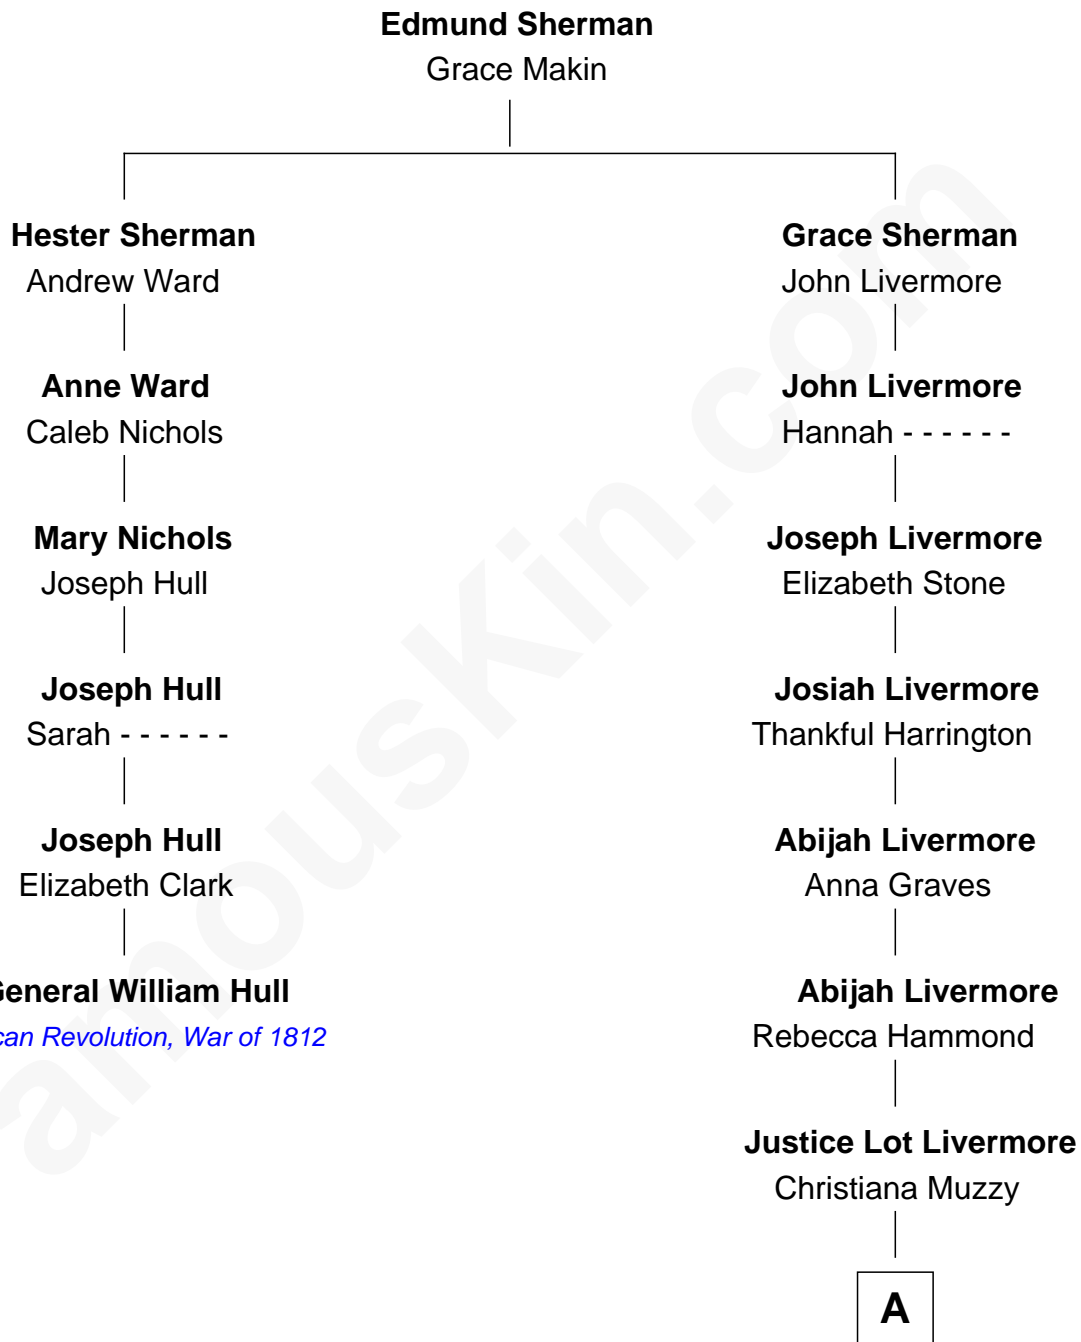 Edmund Sherman
Grace Makin
Hester Sherman
Andrew Ward
Anne Ward
Caleb Nichols
Mary Nichols
Joseph Hull
Joseph Hull
Sarah - - - - - -
Joseph Hull
Elizabeth Clark
General William Hull
can Revolution, War of 1812
Grace Sherman
John Livermore
John Livermore
Hannah - - - - - -
Joseph Livermore
Elizabeth Stone
Josiah Livermore
Thankful Harrington
Abijah Livermore
Anna Graves
Abijah Livermore
Rebecca Hammond
Justice Lot Livermore
Christiana Muzzy
A
amousKin.com